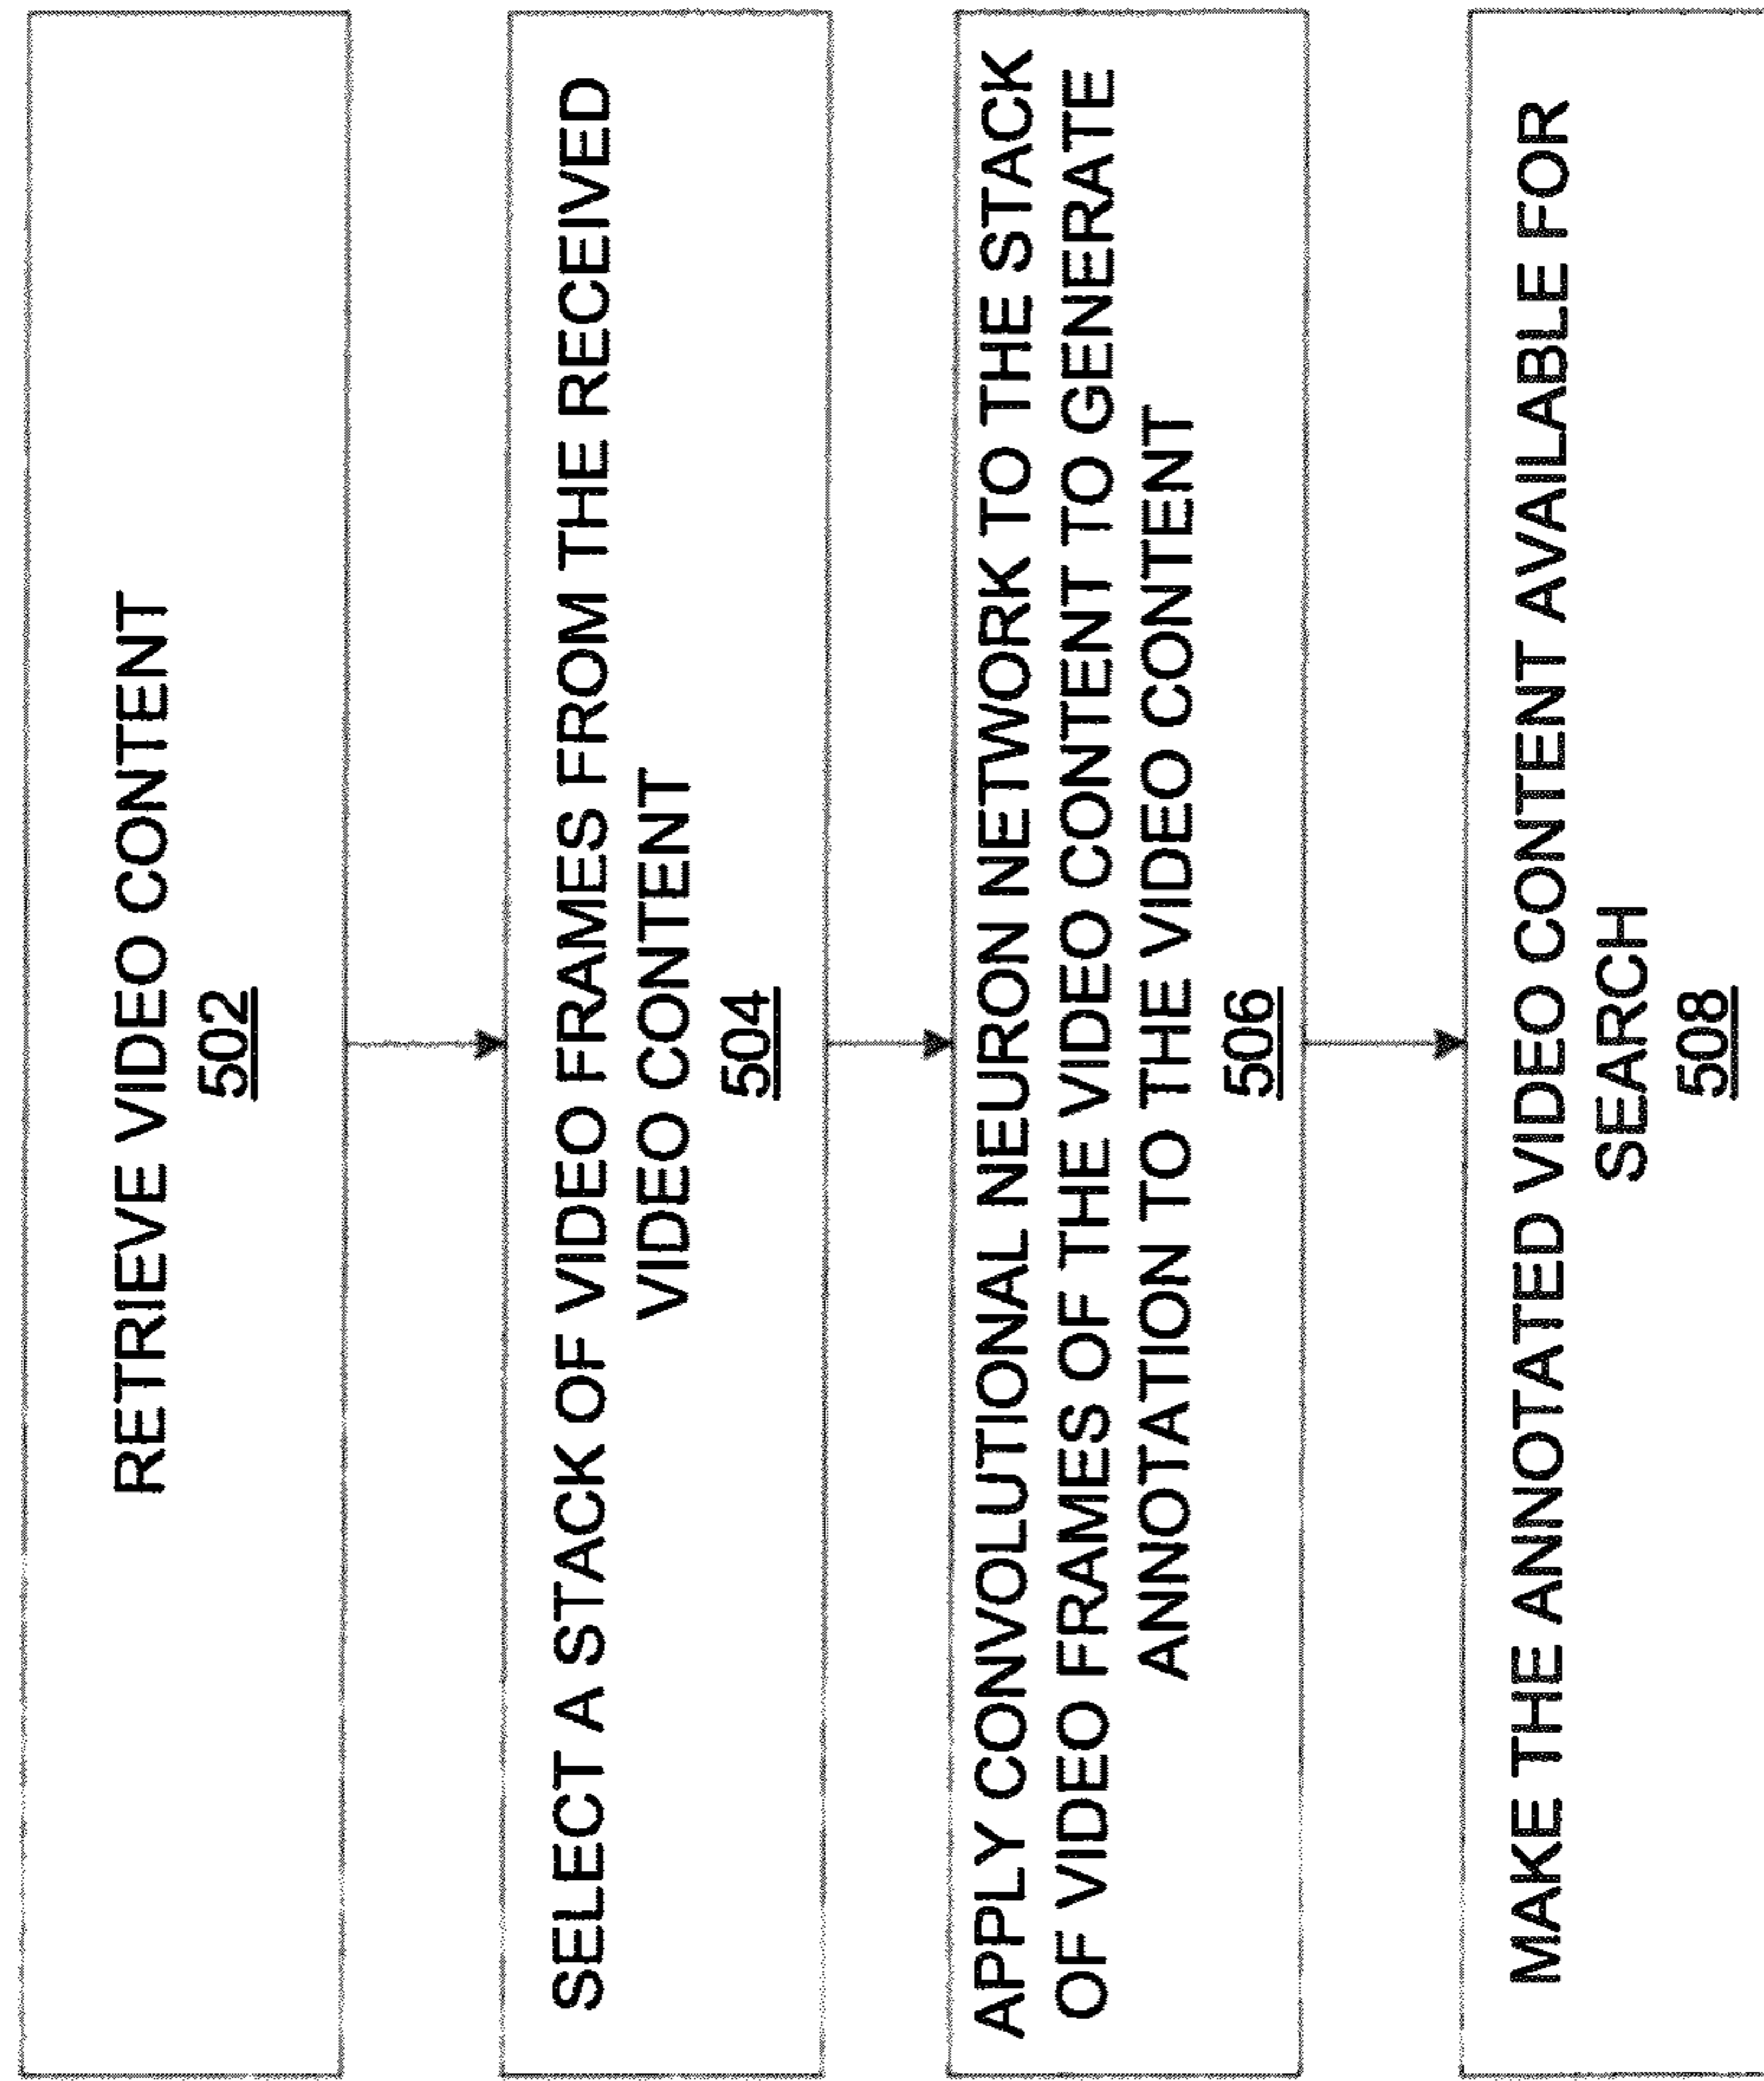 RETRIEVE VIDEO CONTENT
502
SELECT A STACK OF VIDEO FRAMES FROM THE RECEIVED
VIDEO CONTENT
504
APPLY CONVOLUTIONAL NEURON NETWORK TO THE STACK
OF VIDEO FRAMES OF THE VIDEO CONTENT TO GENERATE
ANNOTATION TO THE VIDEO CONTENT
506
MAKE THE ANNOTATED VIDEO CONTENT AVAILABLE FOR
SEARCH
508